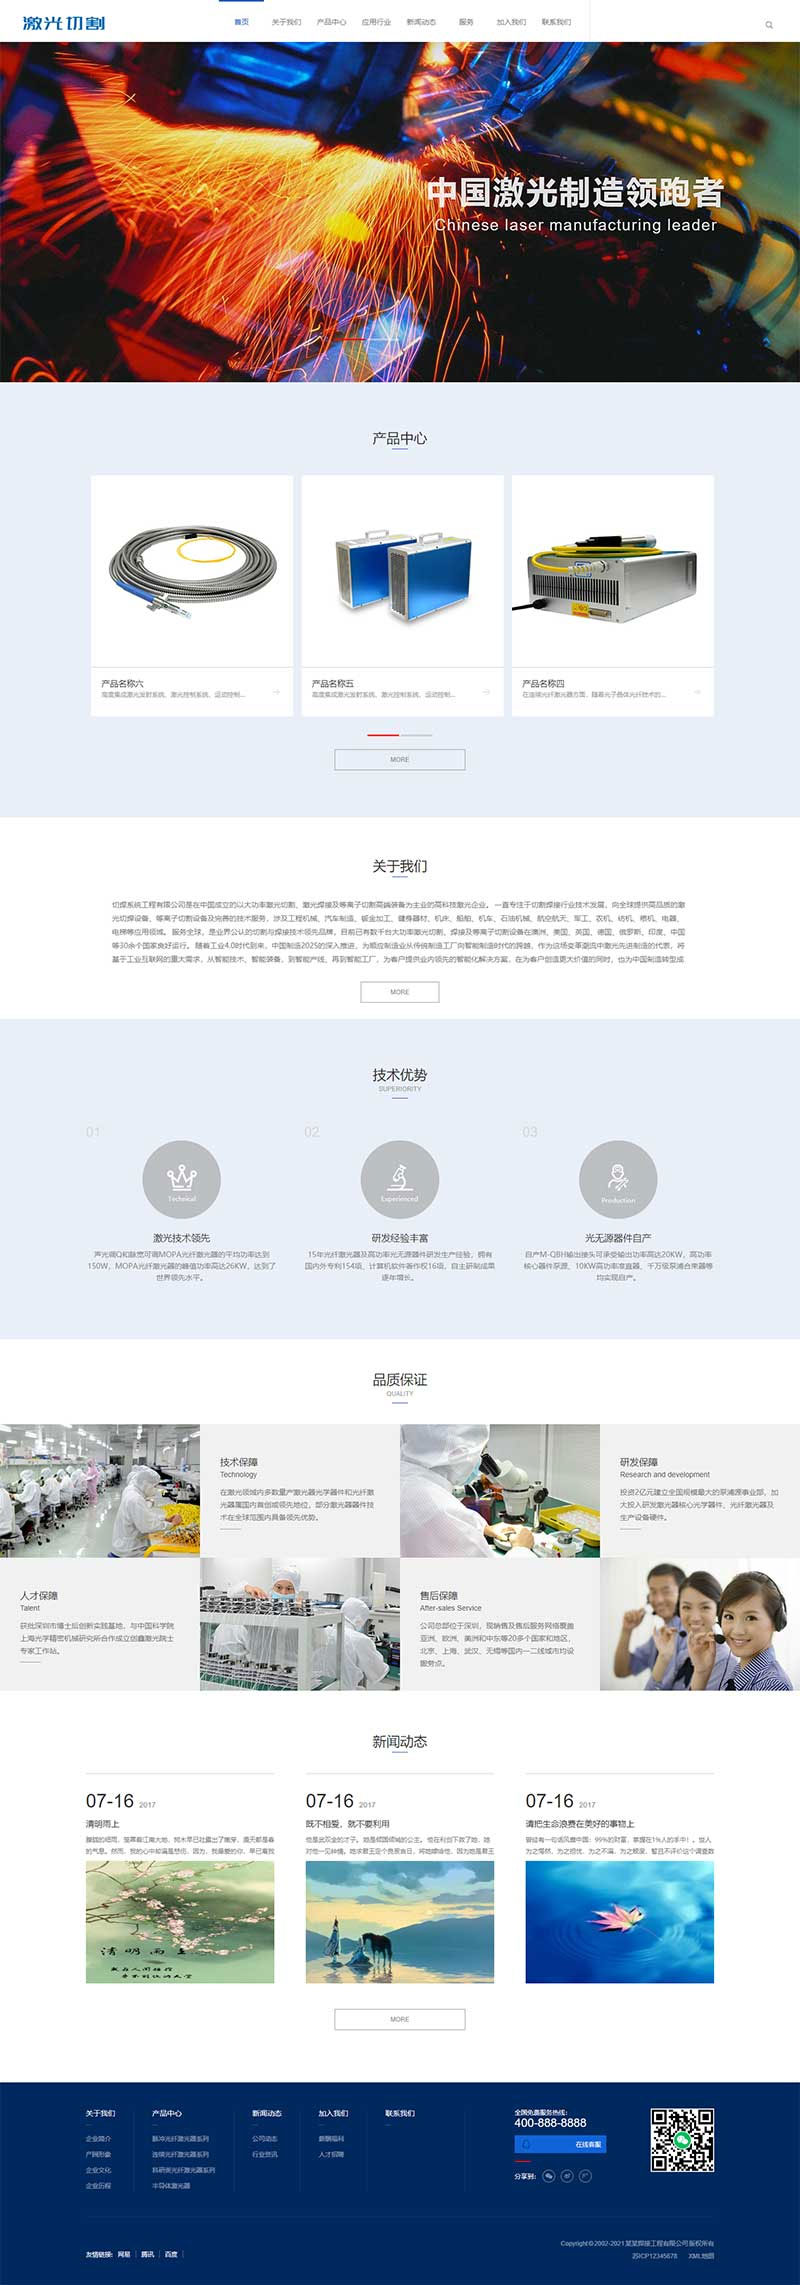 激光切割
首页 关于我们 产品中心 应用行业 新闻动态 服务 加入我们 联系我们
中国激光制造领跑者
Chinese laser manufacturing leader
产品中心
产品名称六
高度集成激光发射系统、激光控制系统、运动控制...
产品名称五
高度集成激光发射系统、激光控制系统、运动控制...
产品名称四
在连续光纤激光器方面，随着光子晶体光纤技术的...
MORE
关于我们
切焊系统工程有限公司是在中国成立的以大功率激光切割、激光焊接及等离子切割高端装备为主业的高科技激光企业。 一直专注于切割焊接行业技术发展，向全球提供高品质的激
光切焊设备、等离子切割设备及完善的技术服务，涉及工程机械、汽车制造、钣金加工、健身器材、机床、船舶、机车、石油机械、航空航天、军工、农机、纺机、粮机、电器、
电梯等应用领域。 服务全球，是业界公认的切割与焊接技术领先品牌，目前已有数千台大功率激光切割、焊接及等离子切割设备在澳洲、美国、英国、德国、俄罗斯、印度、中国
等30余个国家良好运行。 随着工业4.0时代到来，中国制造2025的深入推进，为顺应制造业从传统制造工厂向智能制造时代的跨越，作为这场变革潮流中激光先进制造的代表，将
基于工业互联网的重大需求，从智能技术、智能装备，到智能产线、再到智能工厂，为客户提供业内领先的智能化解决方案，在为客户创造更大价值的同时，也为中国制造转型成
MORE
技术优势
SUPERIORITY
01
Technical
激光技术领先
声光调Q和脉宽可调MOPA光纤激光器的平均功率达到
150W，MOPA光纤激光器的峰值功率高达26KW，达到了
世界领先水平。
02
Experienced
研发经验丰富
15年光纤激光器及高功率光无源器件研发生产经验，拥有
国内外专利154项、计算机软件著作权16项，自主研制成果
逐年增长。
03
Production
光无源器件自产
自产M-QBH输出接头可承受输出功率高达20KW，高功率
核心器件泵源、10KW高功率准直器、千万级泵浦合束器等
均实现自产。
品质保证
QUALITY
技术保障
Technology
在激光领域内多数量产激光器光学器件和光纤激
光器属国内首创或领先地位，部分激光器器件技
术在全球范围内具备领先优势。
研发保障
Research and development
投资2亿元建立全国规模最大的泵浦源事业部，加
大投入研发激光器核心光学器件、光纤激光器及
生产设备硬件。
人才保障
Talent
获批深圳市博士后创新实践基地，与中国科学院
上海光学精密机械研究所合作成立创鑫激光院士
专家工作站。
售后保障
After-sales Service
公司总部位于深圳，现销售及售后服务网络覆盖
亚洲、欧洲、美洲和中东等20多个国家和地区，
北京、上海、武汉、无锡等国内一二线城市均设
服务点。
新闻动态
07-16 2017
清明雨上
朦胧的细雨，笼罩着江南大地，树木早已吐露出了嫩芽，漫天都是春
的气息。然而，我的心中却满是愁伤，因为，我最爱的你，早已离我
清明雨上
07-16 2017
既不相爱，就不要利用
他是武双全的才子。她是倾国倾城的公主。 他在利剑下救了她，她
对他一见钟情。她求君王定个良辰吉日，将她嫁给他，因为她是君王
07-16 2017
请把生命浪费在美好的事物上
曾经有一句话风靡中国：99%的财富，掌握在1%人的手中！。世人
为之愕然，为之担忧，为之不满，为之颓废，暂且不评价这个调查数
MORE
关于我们 产品中心 新闻动态 加入我们 联系我们
企业简介 脉冲光纤激光器系列 公司动态 薪酬福利
产网形象 连续光纤激光器系列 行业资讯 人才招聘
企业文化 科研类光纤激光器系列
企业历程 半导体激光器
全国免费服务热线：
400-888-8888
在线客服
分享到：
友情链接： 网易 腾讯 百度
Copyright © 2002-2021 某某焊接工程有限公司 版权所有
苏ICP12345678 XML地图